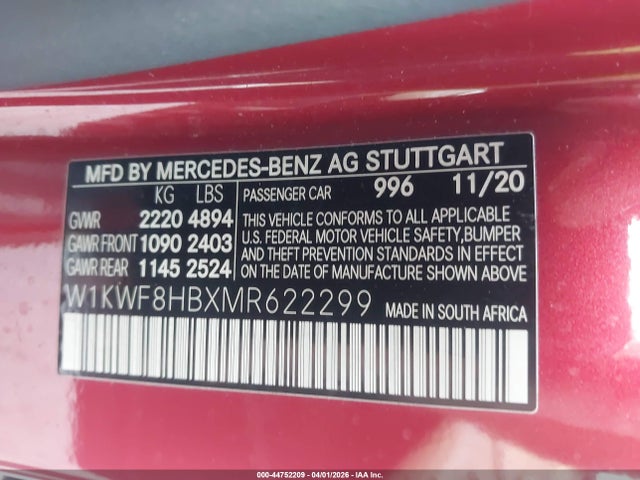 MFD BY MERCEDES-BENZ AG STUTTGART
KG LBS
GVWR 2220 4894
GAWR FRONT 1090 2403
GAWR REAR 1145 2524
PASSENGER CAR 996 11/20
THIS VEHICLE CONFORMS TO ALL APPLICABLE
U.S. FEDERAL MOTOR VEHICLE SAFETY,BUMPER
AND THEFT PREVENTION STANDARDS IN EFFECT
ON THE DATE OF MANUFACTURE SHOWN ABOVE.
W1KWF8HBXMR622299
MADE IN SOUTH AFRICA
000-44752209 - 04/01/2026 - IAA Inc.